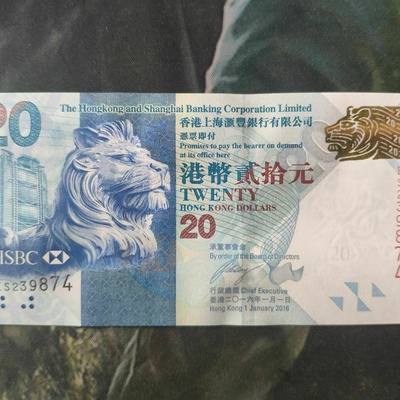 20
The Hongkong and Shanghai Banking Corporation Limited
香港上海滙豐銀行有限公司
憑票即付
Promises to pay the bearer on demand
at its office here
港幣貳拾元
TWENTY
HONG KONG DOLLARS
20
HSBC
S239874
承董事會命
By order of the Board of Directors
行政總裁 Chief Executive
香港二〇一六年一月一日
Hong Kong 1 January 2016